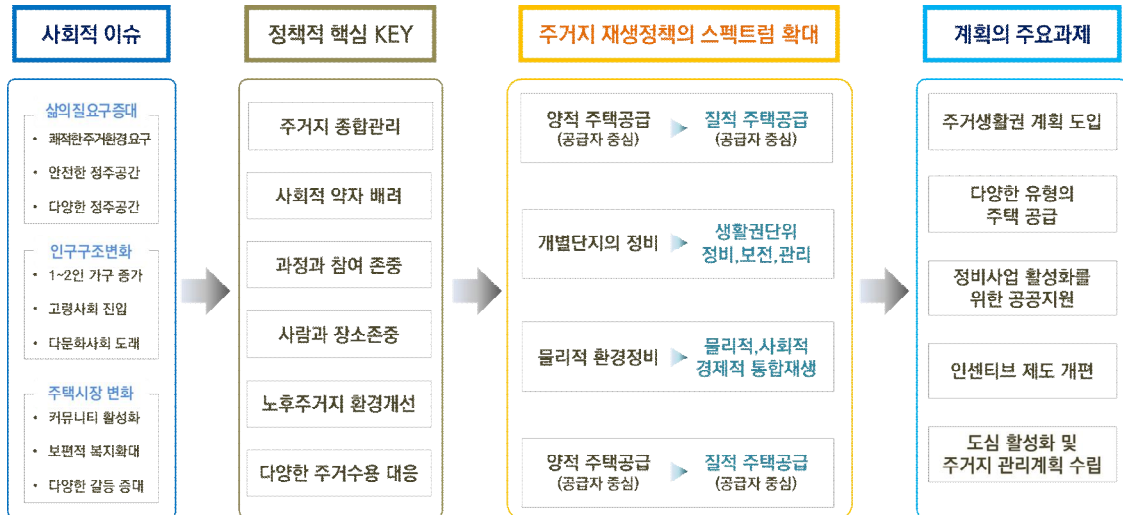 사회적 이슈
삶의질요구증대
• 쾌적한주거환경요구
• 안전한 정주공간
• 다양한 정주공간
인구구조변화
• 1~2인 가구 증가
• 고령사회 진입
• 다문화사회 도래
주택시장 변화
• 커뮤니티 활성화
• 보편적 복지확대
• 다양한 갈등 증대
정책적 핵심 KEY
주거지 종합관리
사회적 약자 배려
과정과 참여 존중
사람과 장소존중
노후주거지 환경개선
다양한 주거수용 대응
주거지 재생정책의 스펙트럼 확대
양적 주택공급
(공급자 중심)
질적 주택공급
(공급자 중심)
개별단지의 정비
생활권단위
정비,보전,관리
물리적 환경정비
물리적,사회적
경제적 통합재생
양적 주택공급
(공급자 중심)
질적 주택공급
(공급자 중심)
계획의 주요과제
주거생활권 계획 도입
다양한 유형의
주택 공급
정비사업 활성화를
위한 공공지원
인센티브 제도 개편
도심 활성화 및
주거지 관리계획 수립